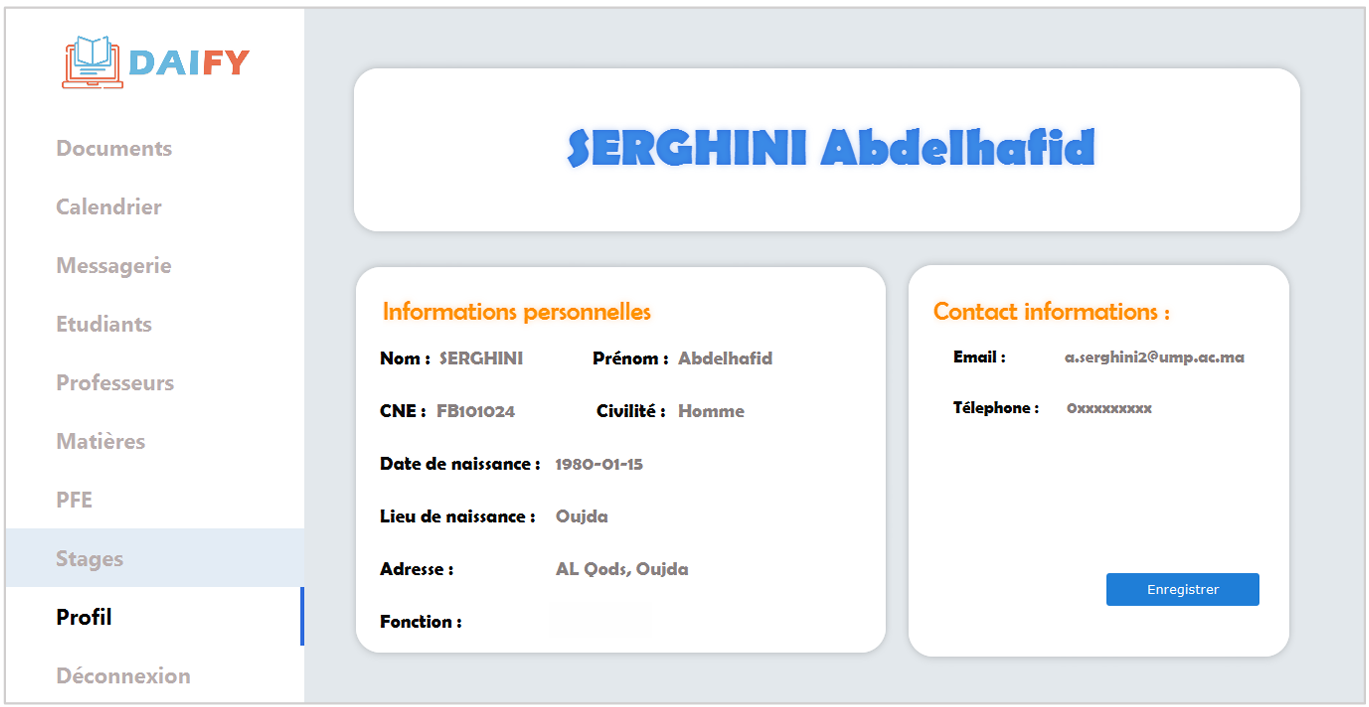 DAIFY
Documents
Calendrier
Messagerie
Etudiants
Professeurs
Matières
PFE
Stages
Profil
Déconnexion
SERGHINI Abdelhafid
Informations personnelles
Nom : SERGHINI Prénom : Abdelhafid
CNE : FB101024 Civilité : Homme
Date de naissance : 1980-01-15
Lieu de naissance : Oujda
Adresse : AL Qods, Oujda
Fonction :
Contact informations :
Email : a.serghini2@ump.ac.ma
Télephone : 0xxxxxxxxx
Enregistrer